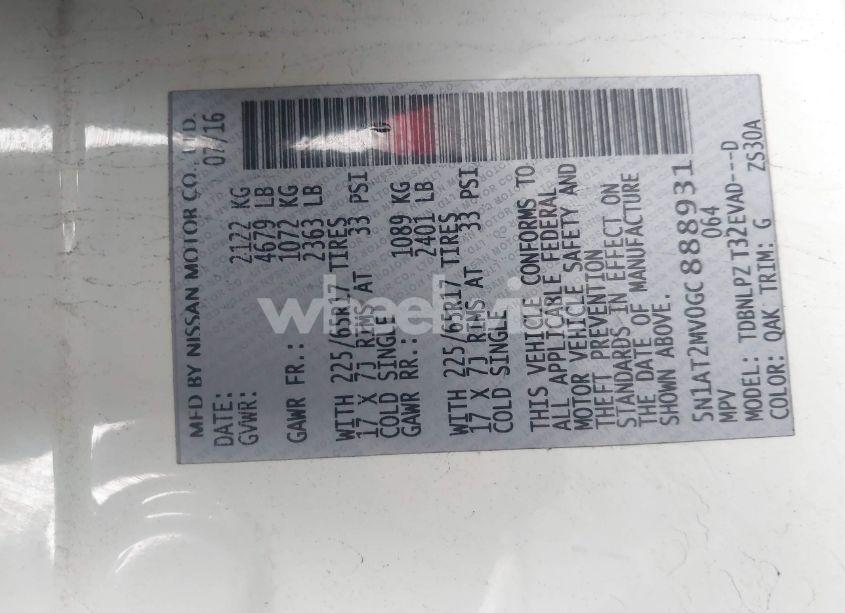 MFD BY NISSAN MOTOR CO., LTD.
DATE: 07/16
GVWR: 2122 KG
4679 LB
GAWR FR.: 1072 KG
2363 LB
WITH 225/65R17 TIRES
17 X 7J RIMS AT 33 PSI
COLD SINGLE
GAWR RR.: 1089 KG
2401 LB
WITH 225/65R17 TIRES
17 X 7J RIMS AT 33 PSI
COLD SINGLE
THIS VEHICLE CONFORMS TO
ALL APPLICABLE FEDERAL
MOTOR VEHICLE SAFETY AND
THEFT PREVENTION
STANDARDS IN EFFECT ON
THE DATE OF MANUFACTURE
SHOWN ABOVE.
5N1AT2MV0GC888931
MPV 064
MODEL: TDBNLPZ T32EVAD---D
COLOR: QAK TRIM: G ZS30A